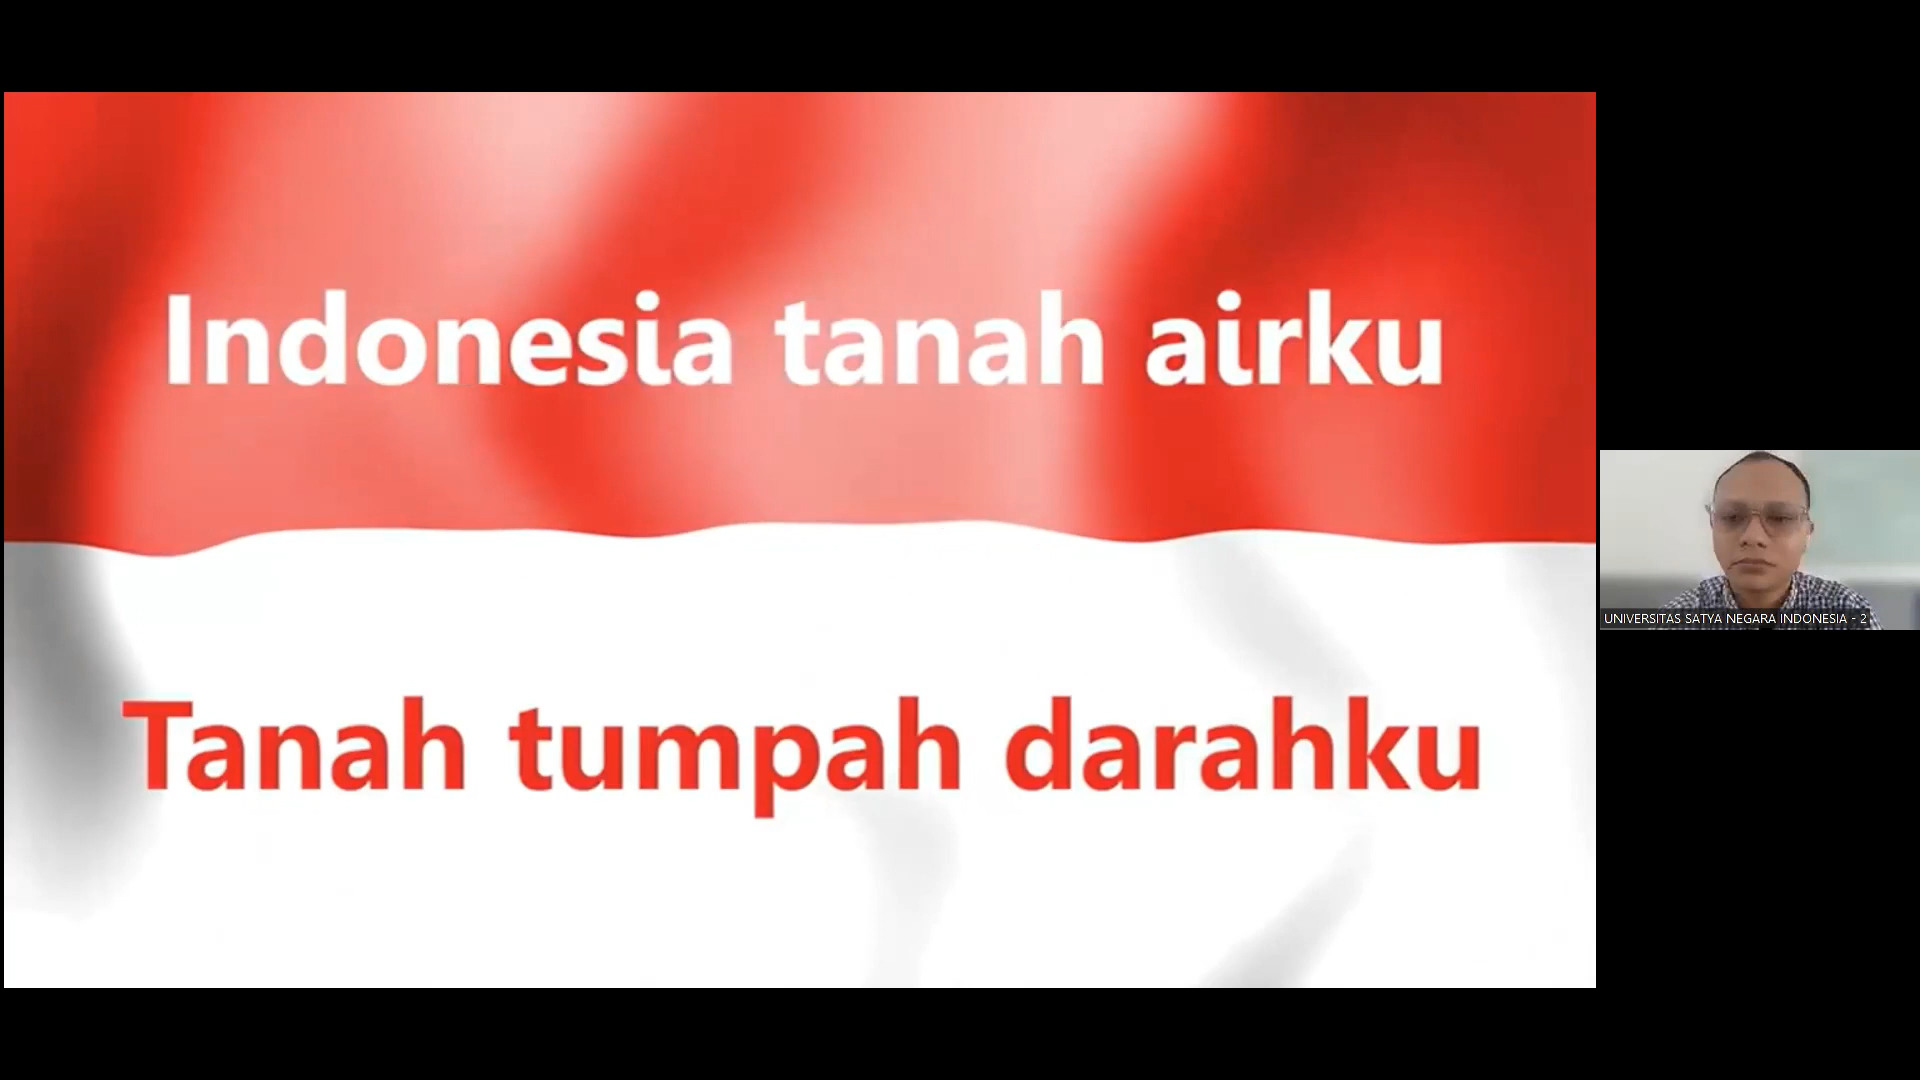 Indonesia tanah airku
Tanah tumpah darahku
UNIVERSITAS SATYA NEGARA INDONESIA - 2